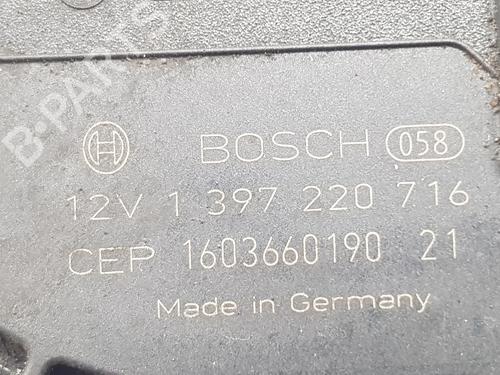 B-PARTS
BOSCH 058
12V 1 397 220 716
CEP 1603660190 21
Made in Germany